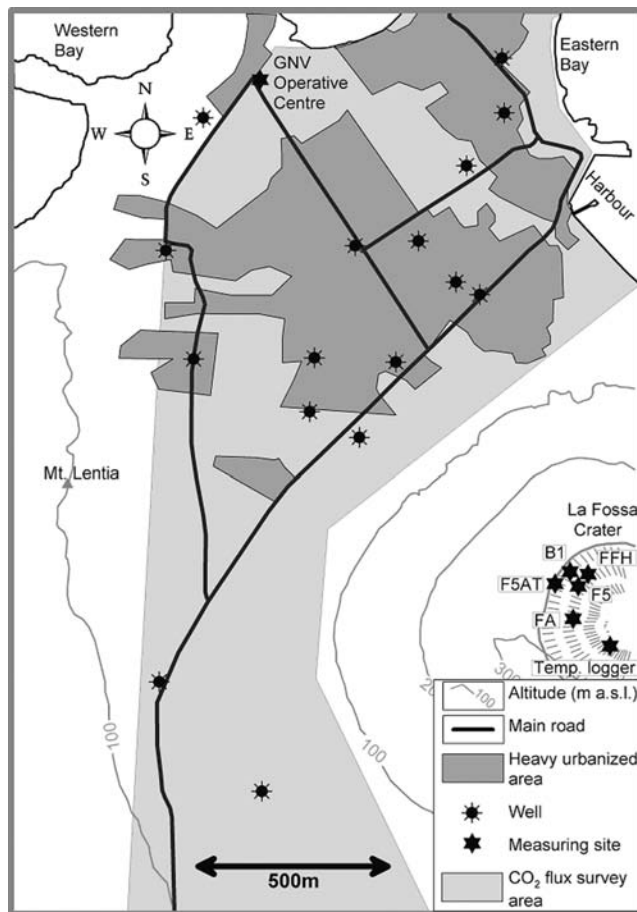 Western
Bay
GNV
Operative
Centre
Eastern
Bay
N
W E
S
Harbour
Mt. Lentia
La Fossa
Crater
B1
FFH
F5AT
F5
FA
Temp. logger
100
100
300
Altitude (m a.s.l.)
100
Main road
Heavy urbanized
area
Well
Measuring site
CO₂ flux survey
area
500m